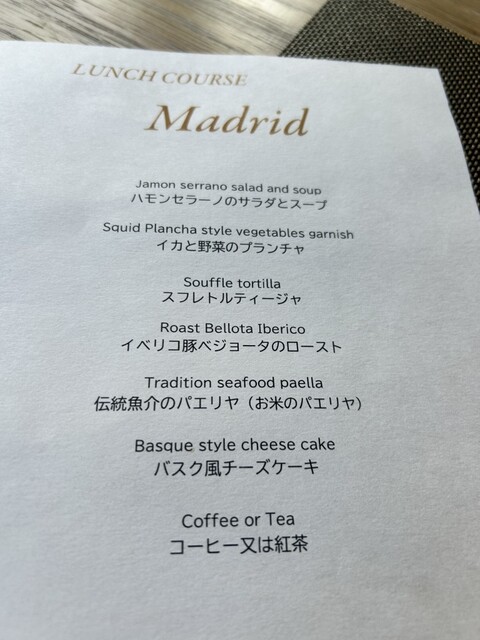 LUNCH COURSE
Madrid
Jamon serrano salad and soup
ハモンセラーノのサラダとスープ
Squid Plancha style vegetables garnish
イカと野菜のプランチャ
Souffle tortilla
スフレトルティージャ
Roast Bellota Iberico
イベリコ豚ベジョータのロースト
Tradition seafood paella
伝統魚介のパエリヤ（お米のパエリヤ）
Basque style cheese cake
バスク風チーズケーキ
Coffee or Tea
コーヒー又は紅茶